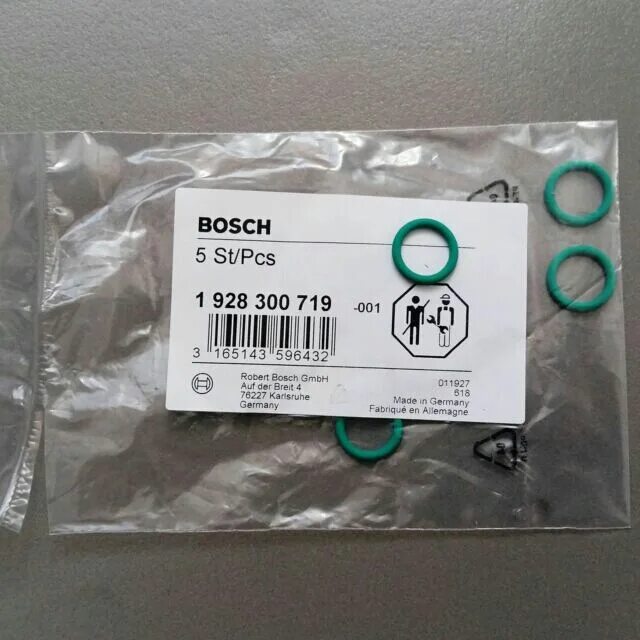 BOSCH
5 St/Pcs
1 928 300 719 -001
3 165143 596432
Robert Bosch GmbH
Auf der Breit 4
76227 Karlsruhe
Germany
011927
618
Made in Germany
Fabriqué en Allemagne